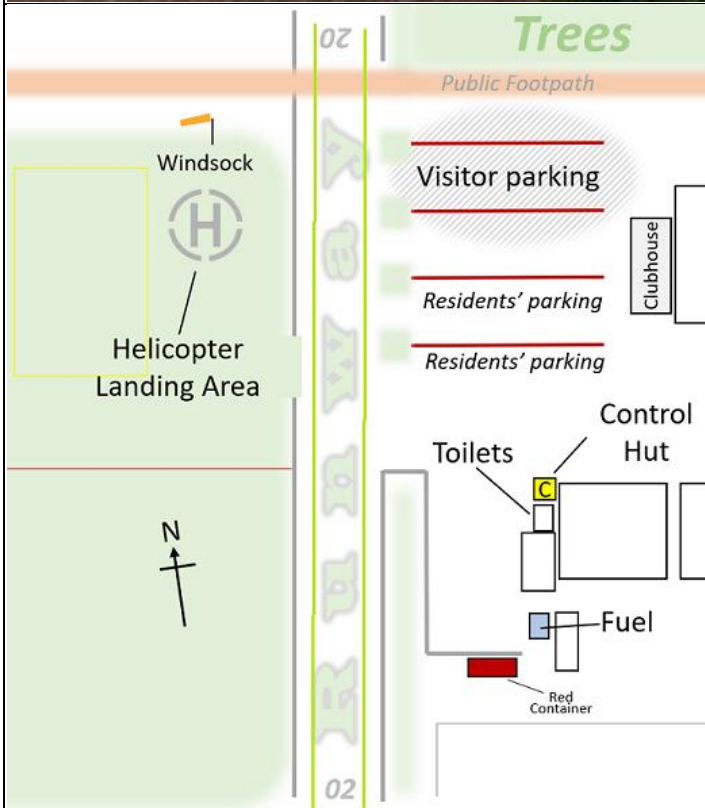 20
Trees
Public Footpath
Windsock
Visitor parking
H
Clubhouse
Residents' parking
Helicopter
Landing Area
Residents' parking
Control
Hut
Toilets
C
N
Runway
Fuel
Red
Container
02